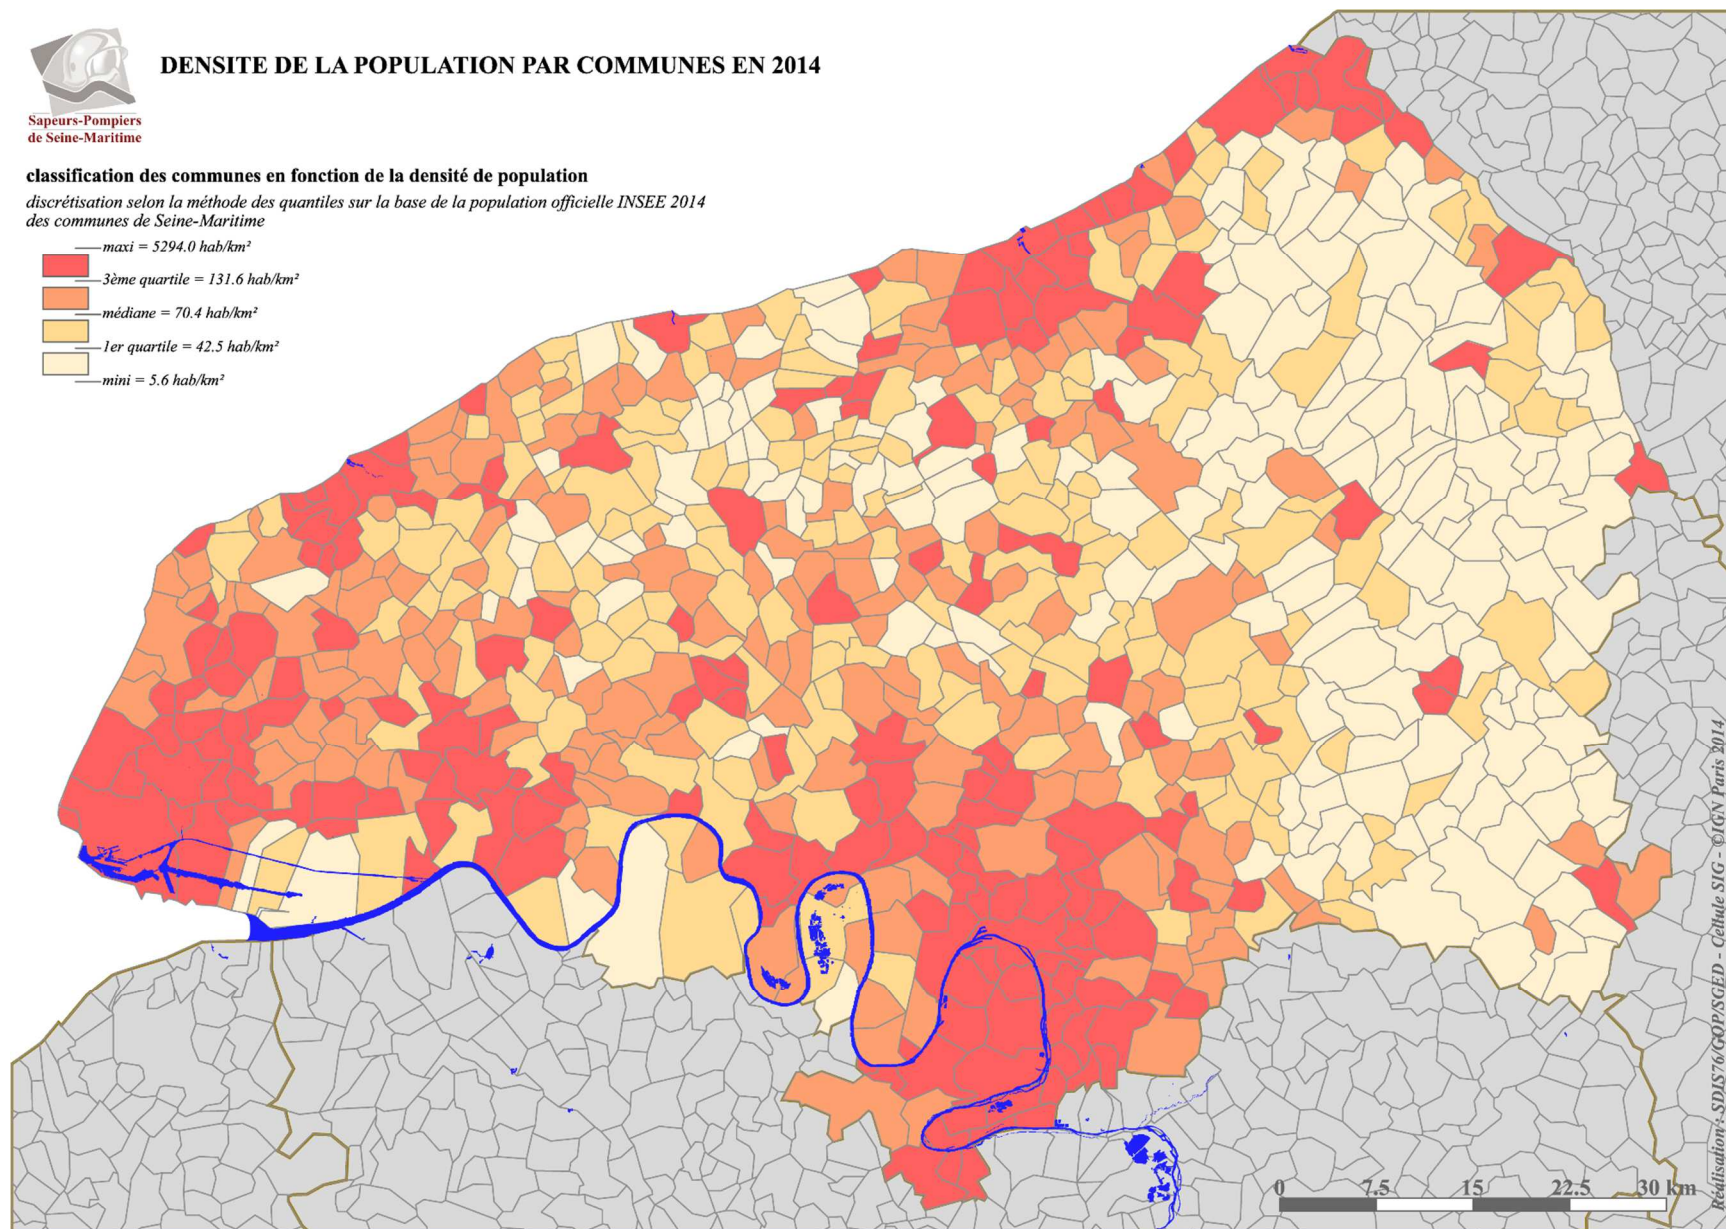 DENSITE DE LA POPULATION PAR COMMUNES EN 2014
Sapeurs-Pompiers
de Seine-Maritime
classification des communes en fonction de la densité de population
discrétisation selon la méthode des quantiles sur la base de la population officielle INSEE 2014
des communes de Seine-Maritime
maxi = 5294.0 hab/km²
3ème quartile = 131.6 hab/km²
médiane = 70.4 hab/km²
1er quartile = 42.5 hab/km²
mini = 5.6 hab/km²
0 7.5 15 22.5 30 km
Réalisation : SDIS76/GOP/SGED - Cellule SIG - ©IGN Paris 2014